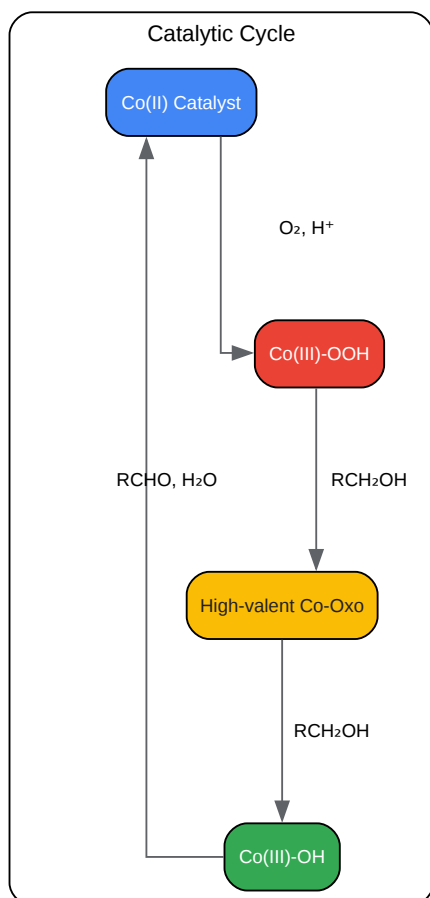 Catalytic Cycle
Co(II) Catalyst
O₂, H⁺
Co(III)-OOH
RCHO, H₂O
RCH₂OH
High-valent Co-Oxo
RCH₂OH
Co(III)-OH